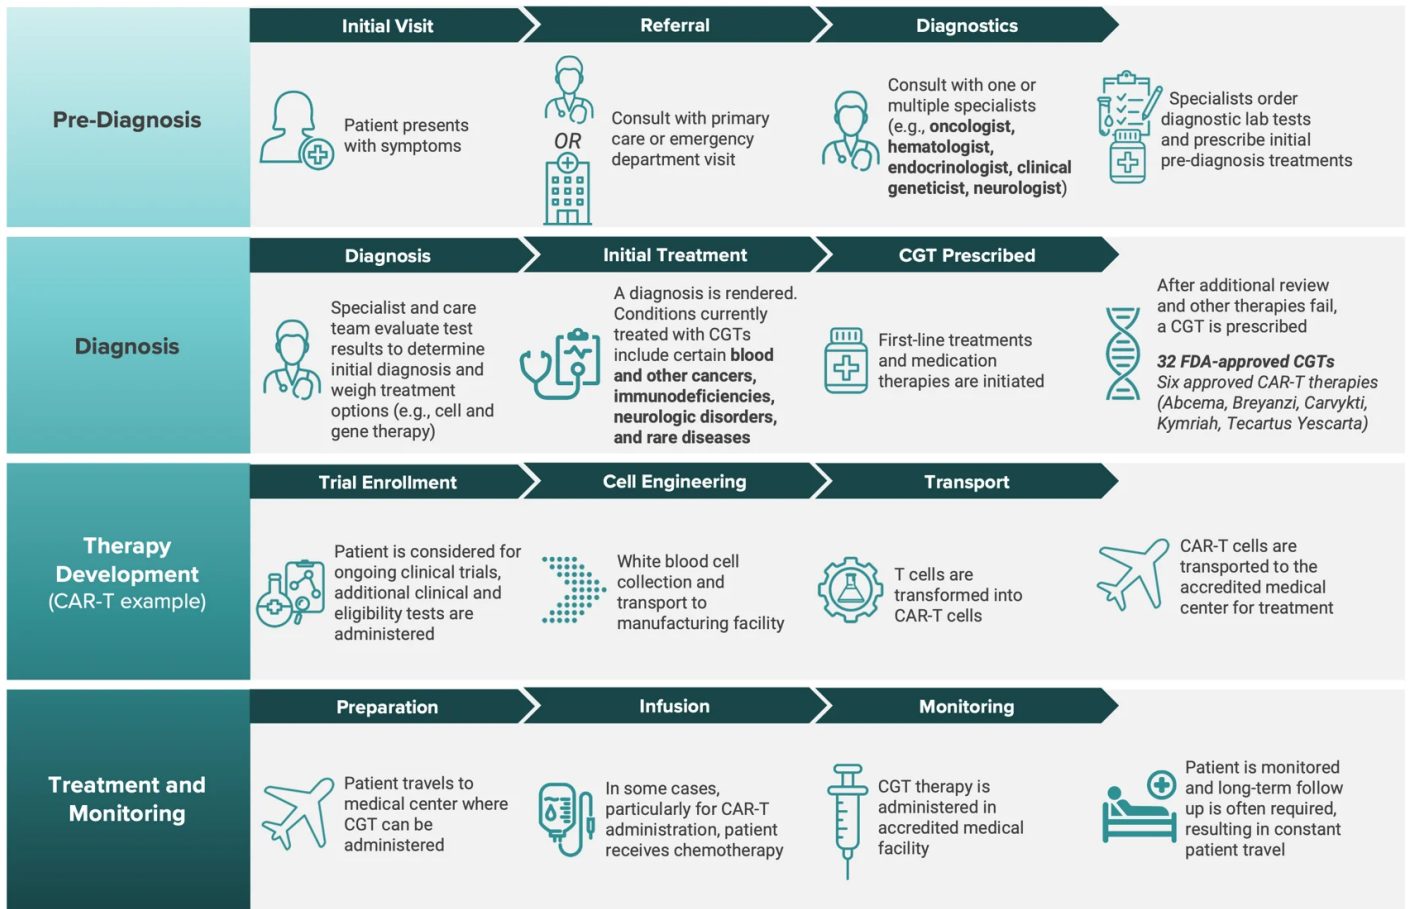 Pre-Diagnosis
Initial Visit
Referral
Diagnostics
Patient presents
with symptoms
OR
Consult with primary
care or emergency
department visit
Consult with one or
multiple specialists
(e.g., oncologist,
hematologist,
endocrinologist, clinical
geneticist, neurologist)
Specialists order
diagnostic lab tests
and prescribe initial
pre-diagnosis treatments
Diagnosis
Diagnosis
Initial Treatment
CGT Prescribed
Specialist and care
team evaluate test
results to determine
initial diagnosis and
weigh treatment
options (e.g., cell and
gene therapy)
A diagnosis is rendered.
Conditions currently
treated with CGTs
include certain blood
and other cancers,
immunodeficiencies,
neurologic disorders,
and rare diseases
First-line treatments
and medication
therapies are initiated
After additional review
and other therapies fail,
a CGT is prescribed
32 FDA-approved CGTs
Six approved CAR-T therapies
(Abcema, Breyanzi, Carvykti,
Kymriah, Tecartus Yescarta)
Therapy
Development
(CAR-T example)
Trial Enrollment
Cell Engineering
Transport
Patient is considered for
ongoing clinical trials,
additional clinical and
eligibility tests are
administered
White blood cell
collection and
transport to
manufacturing facility
T cells are
transformed into
CAR-T cells
CAR-T cells are
transported to the
accredited medical
center for treatment
Treatment and
Monitoring
Preparation
Infusion
Monitoring
Patient travels to
medical center where
CGT can be
administered
In some cases,
particularly for CAR-T
administration, patient
receives chemotherapy
CGT therapy is
administered in
accredited medical
facility
Patient is monitored
and long-term follow
up is often required,
resulting in constant
patient travel